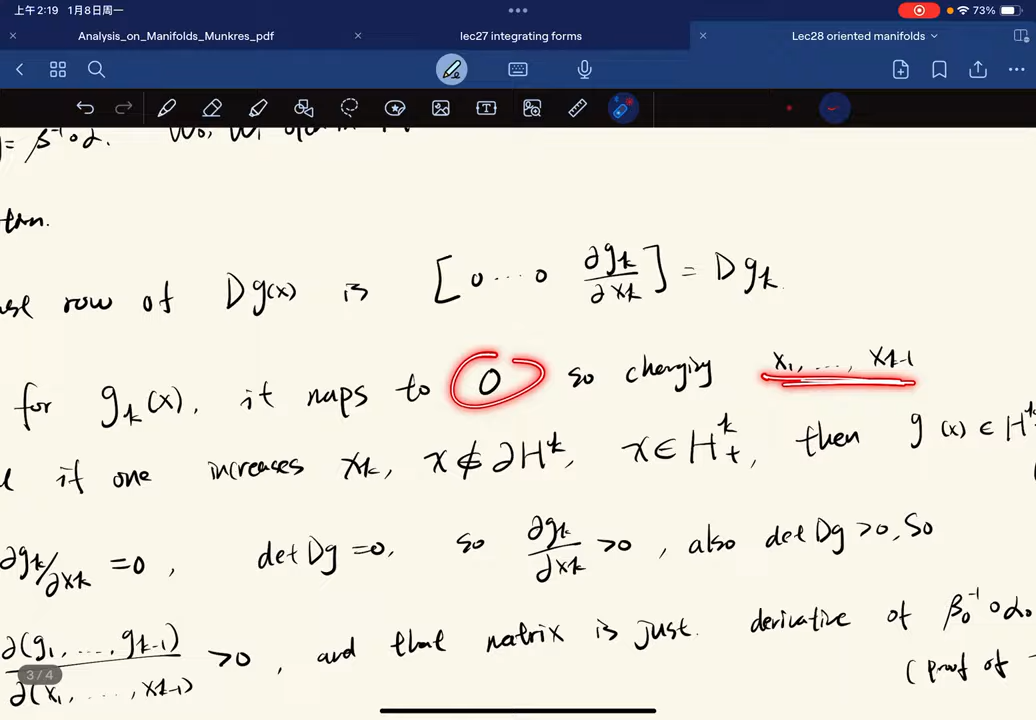 上午2:19 1月8日周一
73%
Analysis_on_Manifolds_Munkres_pdf
lec27 integrating forms
Lec28 oriented manifolds
= β⁻¹∘α.
tion.
row of Dg(x) is [0 ... 0 ∂gk/∂xk] = Dgk.
for gk(x), it maps to 0 so changing x1, ..., xk-1
if one increases xk, x ∉ ∂H^k, x ∈ H^k_+, then g(x) ∈ H^k
∂gk/∂xk = 0, det Dg = 0, so ∂gk/∂xk > 0, also det Dg > 0, So
∂(g1, ..., gk-1)/∂(x1, ..., xk-1) > 0, and that matrix is just derivative of β0⁻¹∘α0.
(proof of
3/4